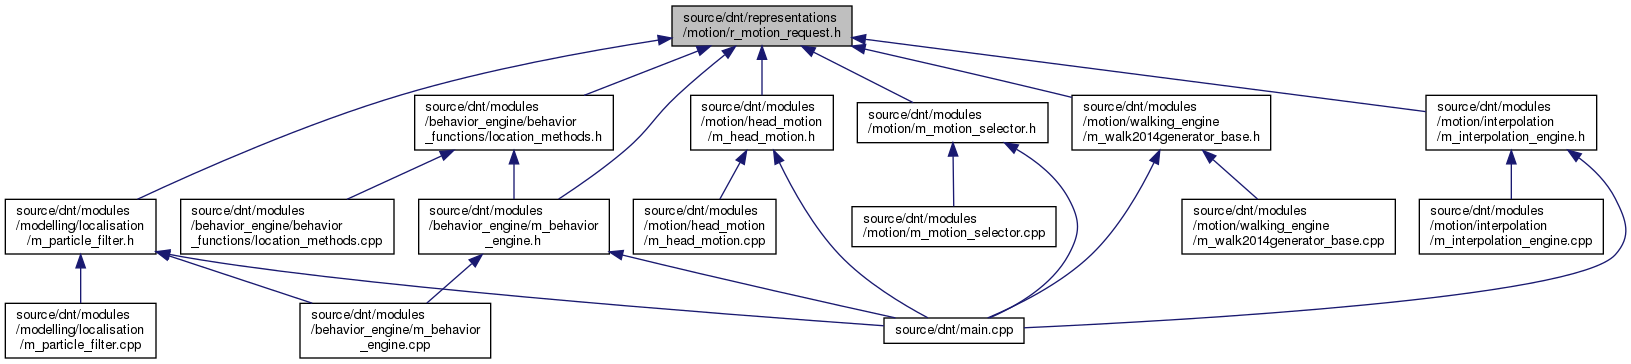 source/dnt/representations
/motion/r_motion_request.h
source/dnt/modules
/behavior_engine/behavior
_functions/location_methods.h
source/dnt/modules
/motion/head_motion
/m_head_motion.h
source/dnt/modules
/motion/m_motion_selector.h
source/dnt/modules
/motion/walking_engine
/m_walk2014generator_base.h
source/dnt/modules
/motion/interpolation
/m_interpolation_engine.h
source/dnt/modules
/modelling/localisation
/m_particle_filter.h
source/dnt/modules
/behavior_engine/behavior
_functions/location_methods.cpp
source/dnt/modules
/behavior_engine/m_behavior
_engine.h
source/dnt/modules
/motion/head_motion
/m_head_motion.cpp
source/dnt/modules
/motion/m_motion_selector.cpp
source/dnt/modules
/motion/walking_engine
/m_walk2014generator_base.cpp
source/dnt/modules
/motion/interpolation
/m_interpolation_engine.cpp
source/dnt/modules
/modelling/localisation
/m_particle_filter.cpp
source/dnt/modules
/behavior_engine/m_behavior
_engine.cpp
source/dnt/main.cpp